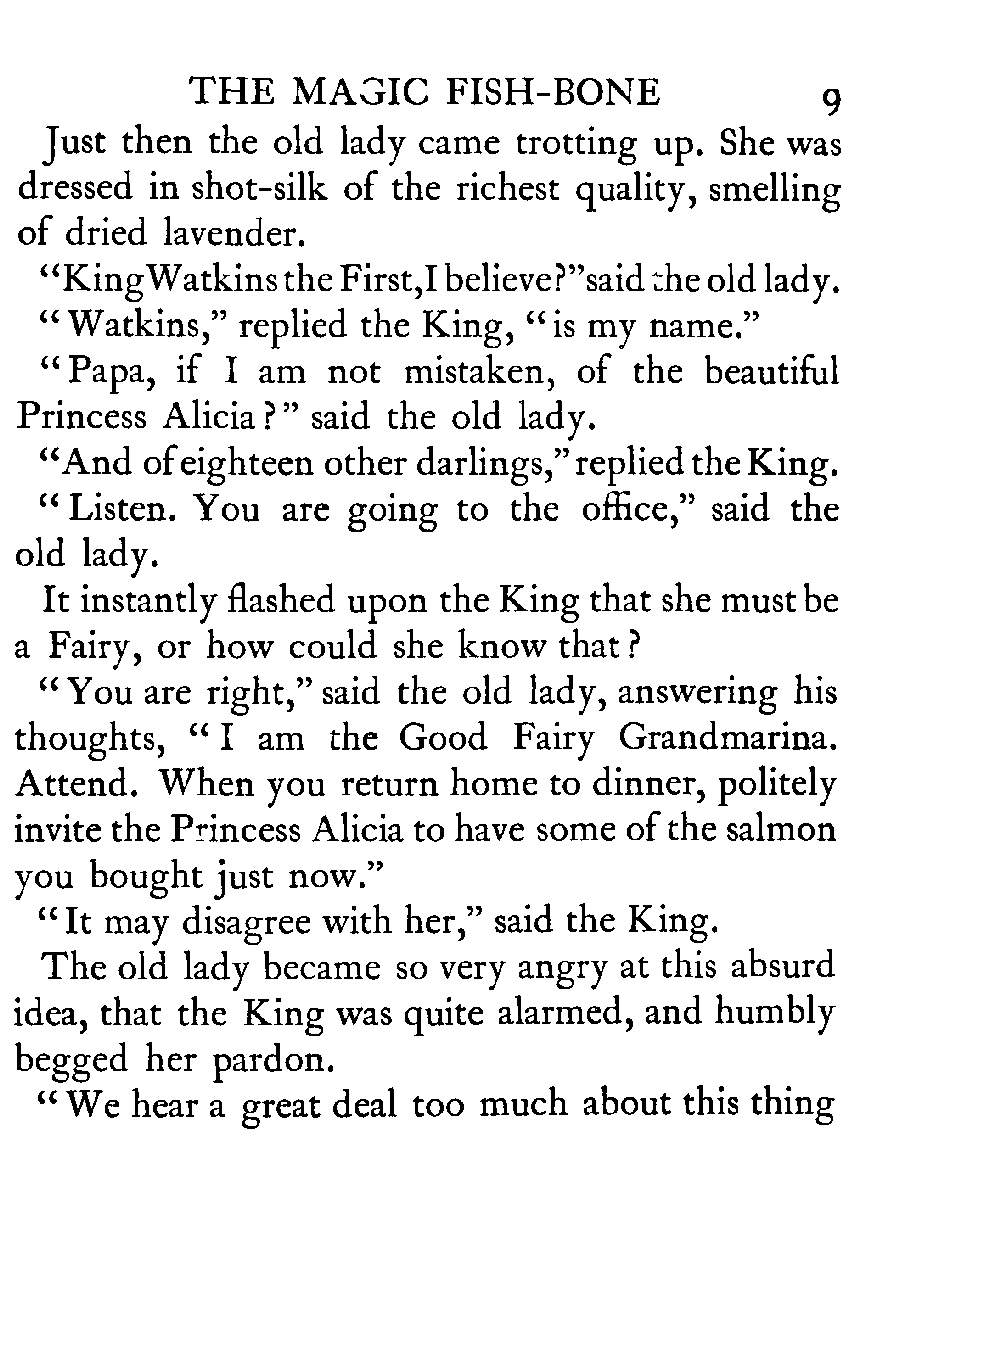 THE MAGIC FISH-BONE 9
Just then the old lady came trotting up. She was
dressed in shot-silk of the richest quality, smelling
of dried lavender.
“King Watkins the First, I believe?” said the old lady.
“Watkins,” replied the King, “is my name.”
“Papa, if I am not mistaken, of the beautiful
Princess Alicia?” said the old lady.
“And of eighteen other darlings,” replied the King.
“Listen. You are going to the office,” said the
old lady.
It instantly flashed upon the King that she must be
a Fairy, or how could she know that?
“You are right,” said the old lady, answering his
thoughts, “I am the Good Fairy Grandmarina.
Attend. When you return home to dinner, politely
invite the Princess Alicia to have some of the salmon
you bought just now.”
“It may disagree with her,” said the King.
The old lady became so very angry at this absurd
idea, that the King was quite alarmed, and humbly
begged her pardon.
“We hear a great deal too much about this thing